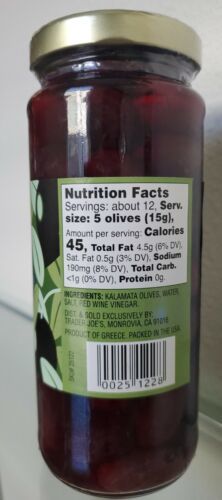 Nutrition Facts
Servings: about 12, Serv.
size: 5 olives (15g),
Amount per serving: Calories
45, Total Fat 4.5g (6% DV),
Sat. Fat 0.5g (3% DV), Sodium
190mg (8% DV), Total Carb.
<1g (0% DV), Protein 0g.
INGREDIENTS: KALAMATA OLIVES, WATER,
SALT, RED WINE VINEGAR.
DIST. & SOLD EXCLUSIVELY BY:
TRADER JOE'S, MONROVIA, CA 91016
PRODUCT OF GREECE. PACKED IN THE USA.
0025 1228